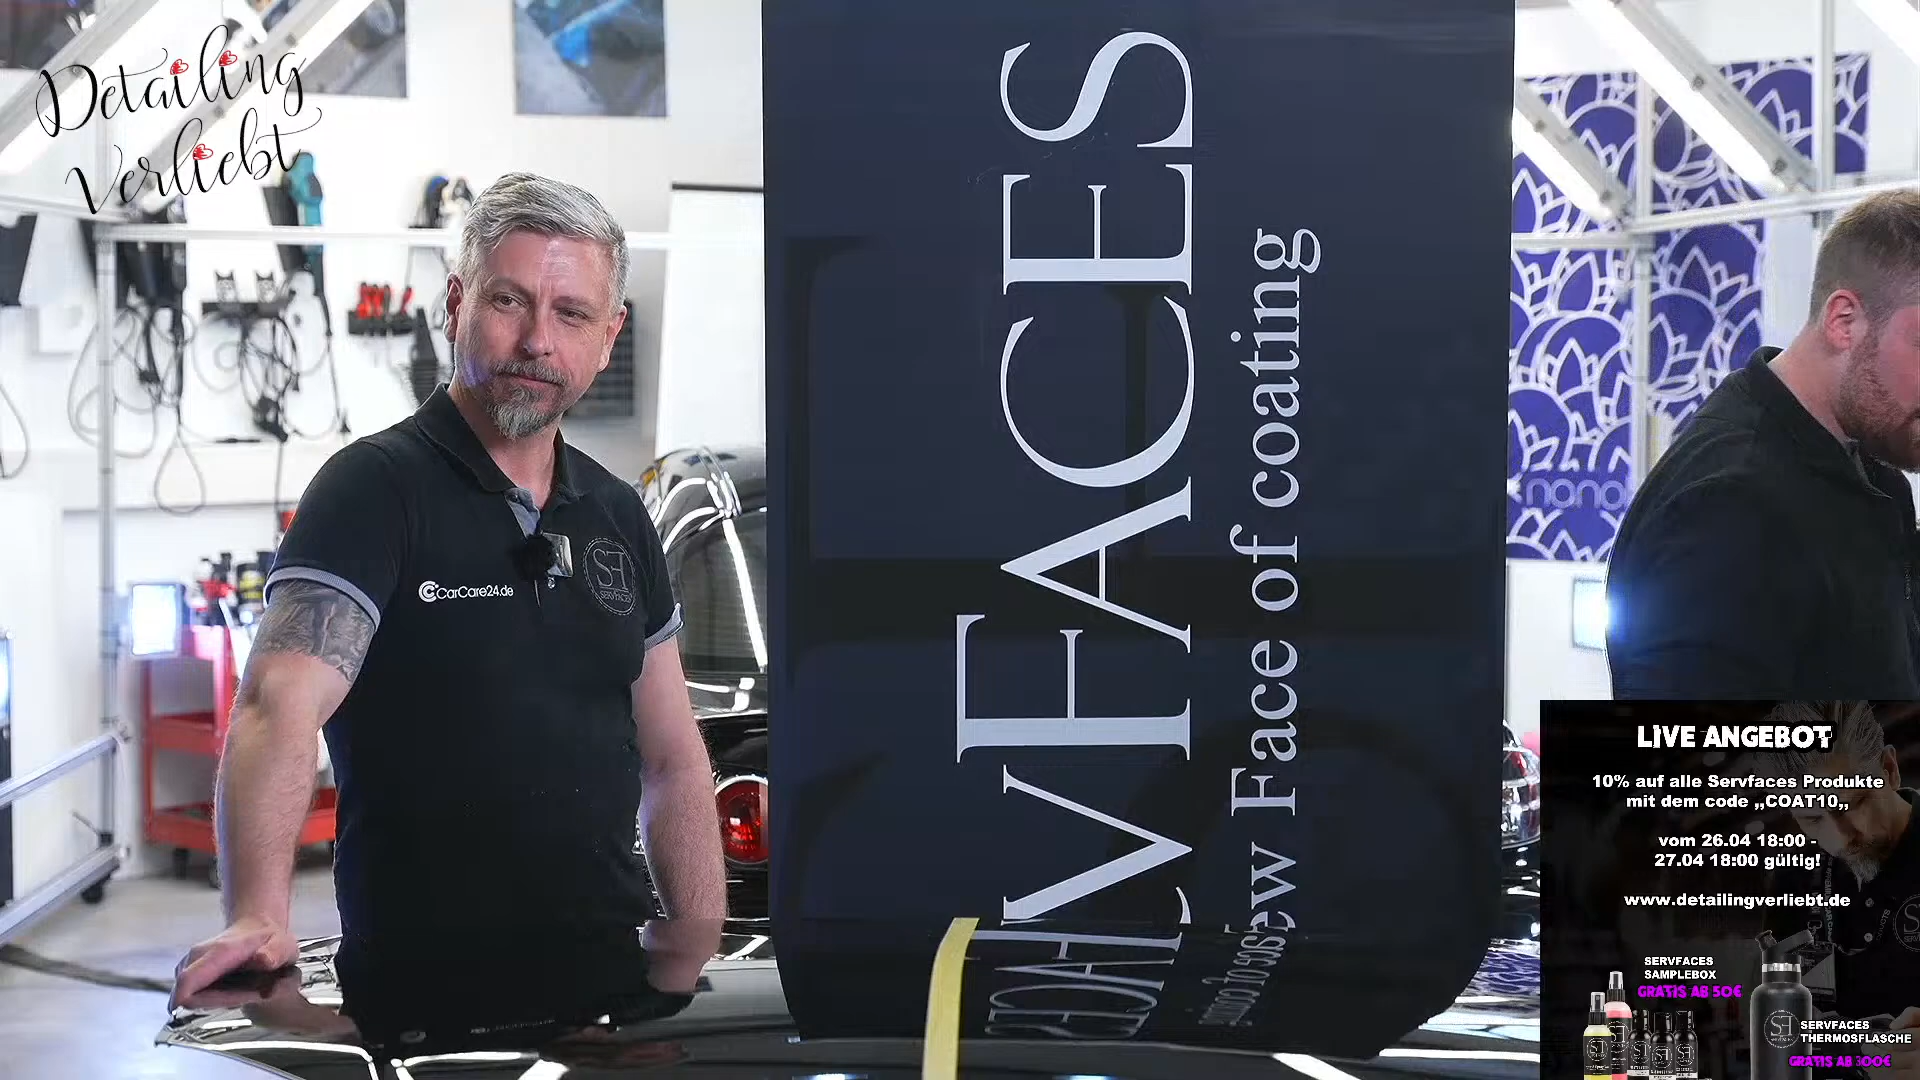 Detailing
Verliebt
CarCare24.de
SERVFACES
VFACES
Face of coating
nano
LIVE ANGEBOT
10% auf alle Servfaces Produkte
mit dem code „COAT10„
vom 26.04 18:00 -
27.04 18:00 gültig!
www.detailingverliebt.de
SERVFACES
SAMPLEBOX
GRATIS AB 50€
SERVFACES
THERMOSFLASCHE
GRATIS AB 300€